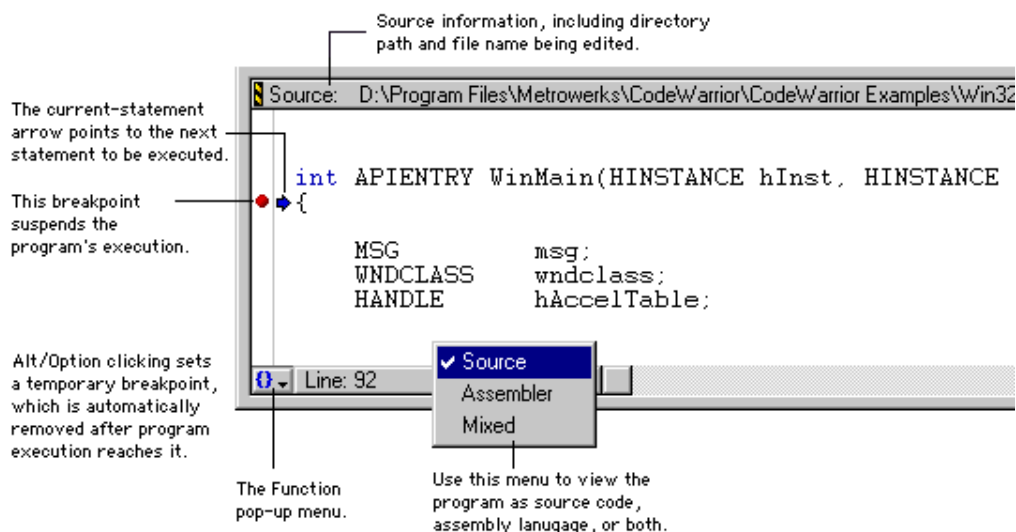 Source information, including directory
path and file name being edited.
Source: D:\Program Files\Metrowerks\CodeWarrior\CodeWarrior Examples\Win32
The current-statement
arrow points to the next
statement to be executed.
int APIENTRY WinMain(HINSTANCE hInst, HINSTANCE
{
This breakpoint
suspends the
program's execution.
MSG msg;
WNDCLASS wndclass;
HANDLE hAccelTable;
Alt/Option clicking sets
a temporary breakpoint,
which is automatically
removed after program
execution reaches it.
{} Line: 92
✓ Source
Assembler
Mixed
The Function
pop-up menu.
Use this menu to view the
program as source code,
assembly lanugage, or both.